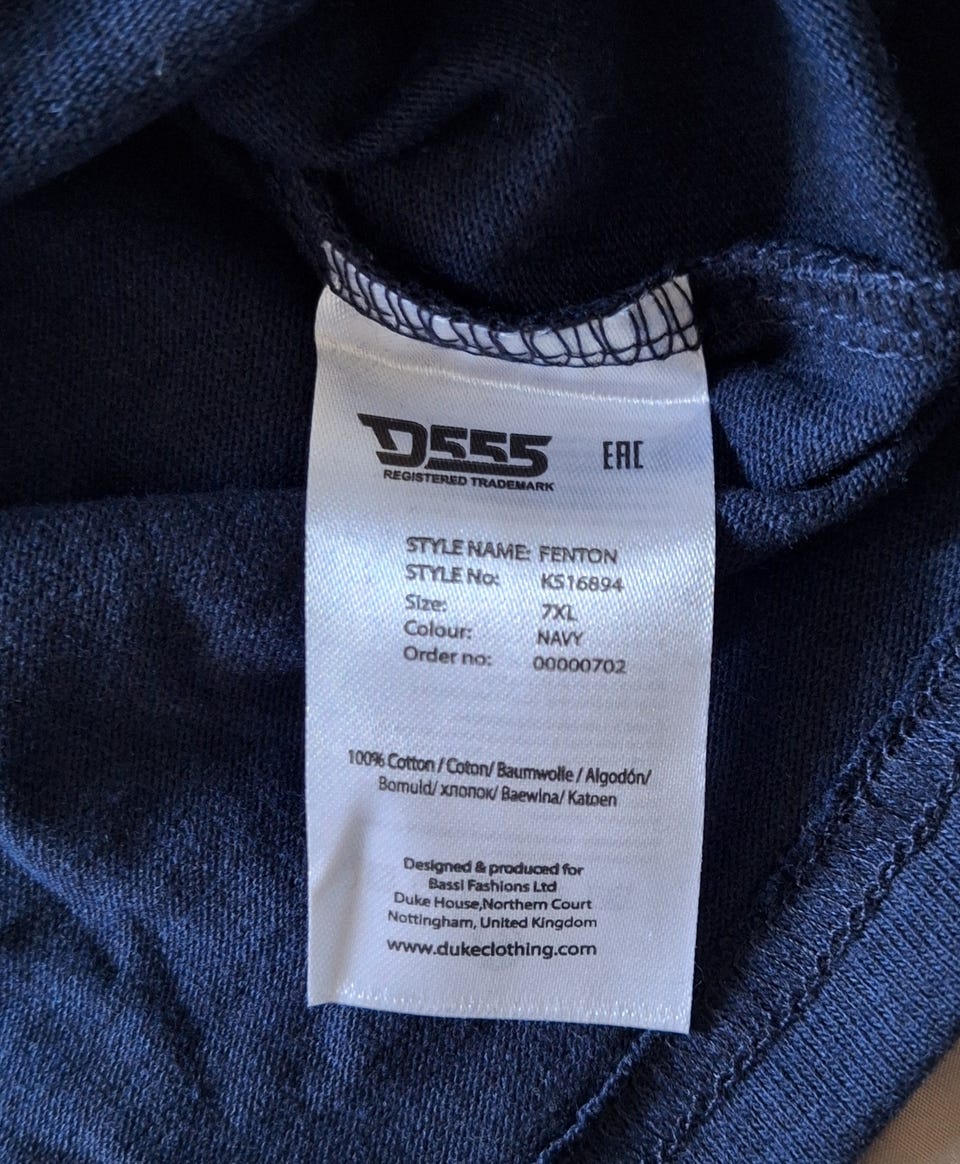 D555 EAC
REGISTERED TRADEMARK
STYLE NAME: FENTON
STYLE No: KS16894
Size: 7XL
Colour: NAVY
Order no: 00000702
100% Cotton / Coton/ Baumwolle / Algodón/
Bomuld/ хлопок/ Baewlna/ Katoen
Designed & produced for
Bassi Fashions Ltd
Duke House,Northern Court
Nottingham, United Kingdom
www.dukeclothing.com